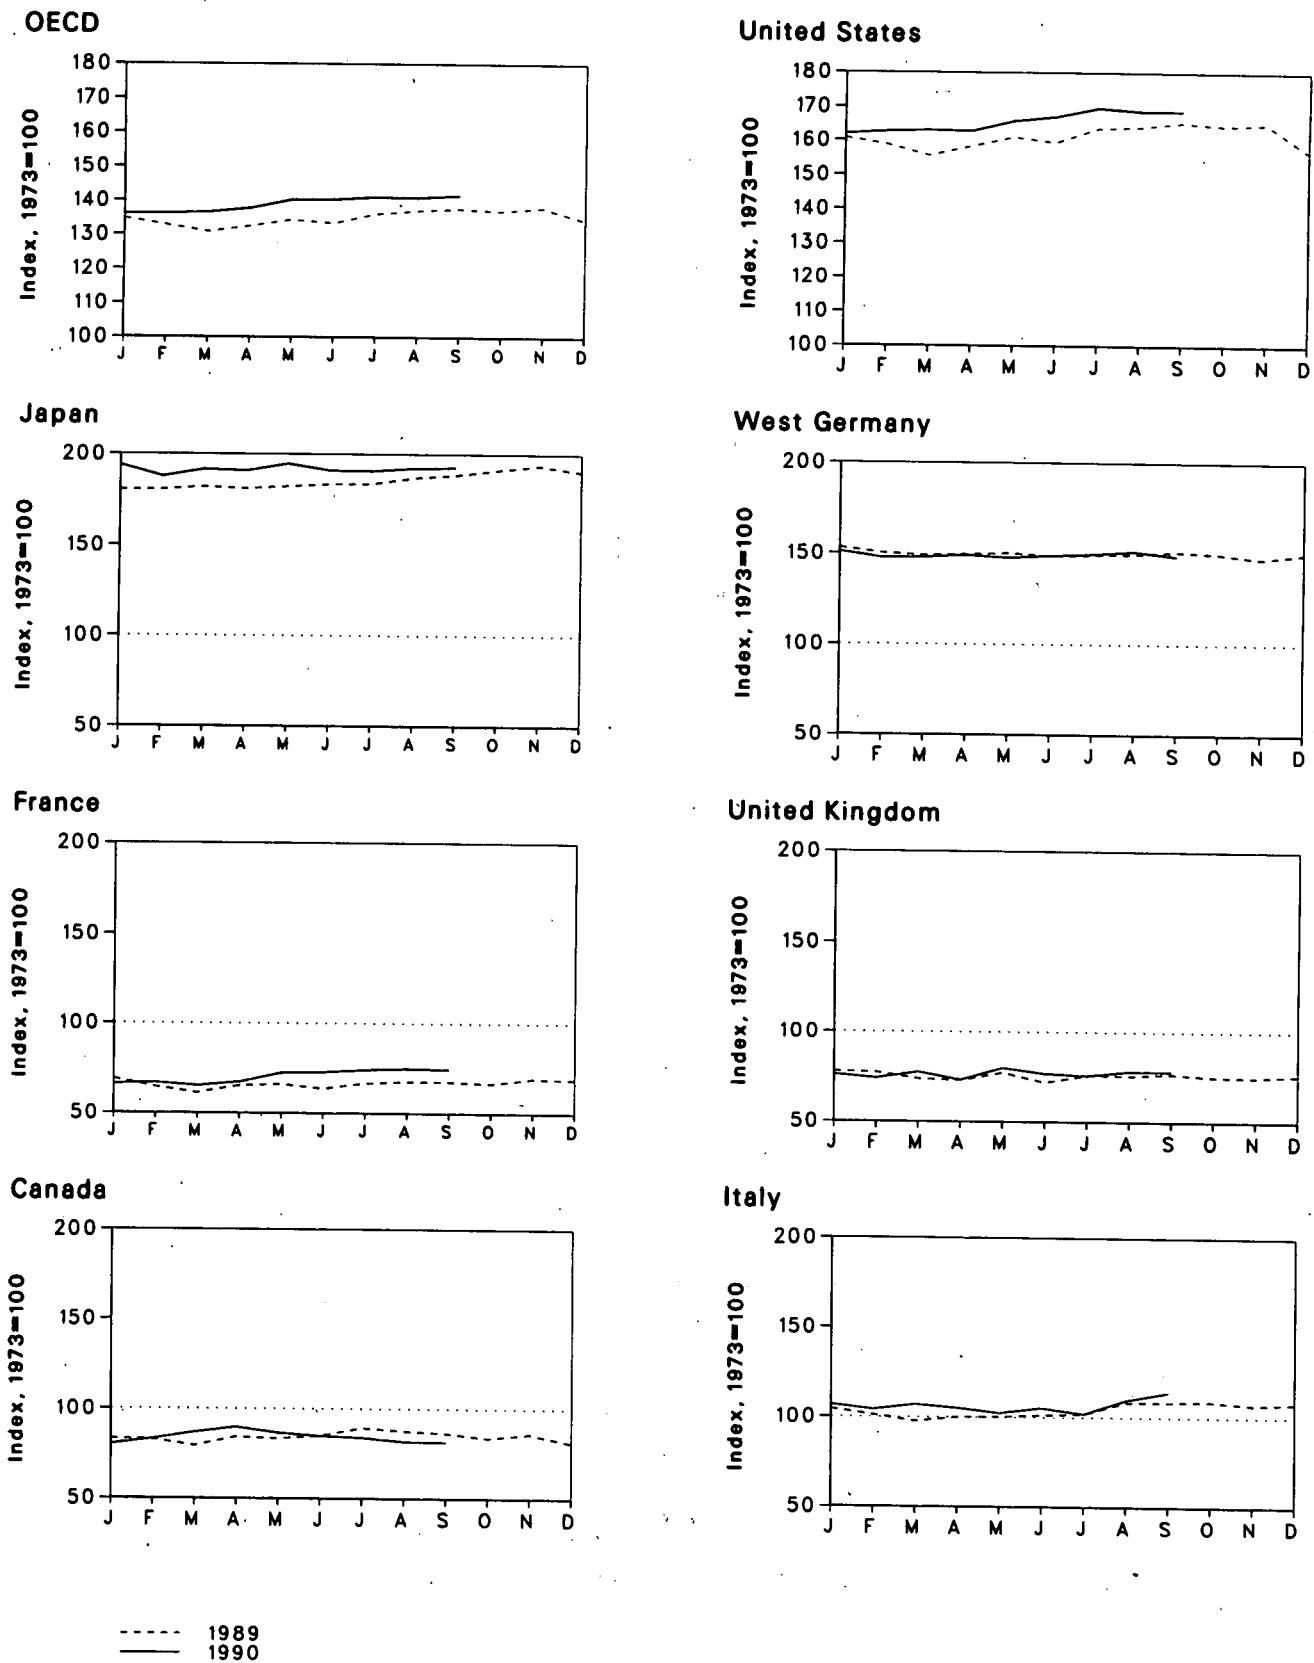 OECD
Index, 1973=100
180
170
160
150
140
130
120
110
100
J F M A M J J A S O N D
United States
Index, 1973=100
180
170
160
150
140
130
120
110
100
J F M A M J J A S O N D
Japan
Index, 1973=100
200
150
100
50
J F M A M J J A S O N D
West Germany
Index, 1973=100
200
150
100
50
J F M A M J J A S O N D
France
Index, 1973=100
200
150
100
50
J F M A M J J A S O N D
United Kingdom
Index, 1973=100
200
150
100
50
J F M A M J J A S O N D
Canada
Index, 1973=100
200
150
100
50
J F M A M J J A S O N D
Italy
Index, 1973=100
200
150
100
50
J F M A M J J A S O N D
1989
1990